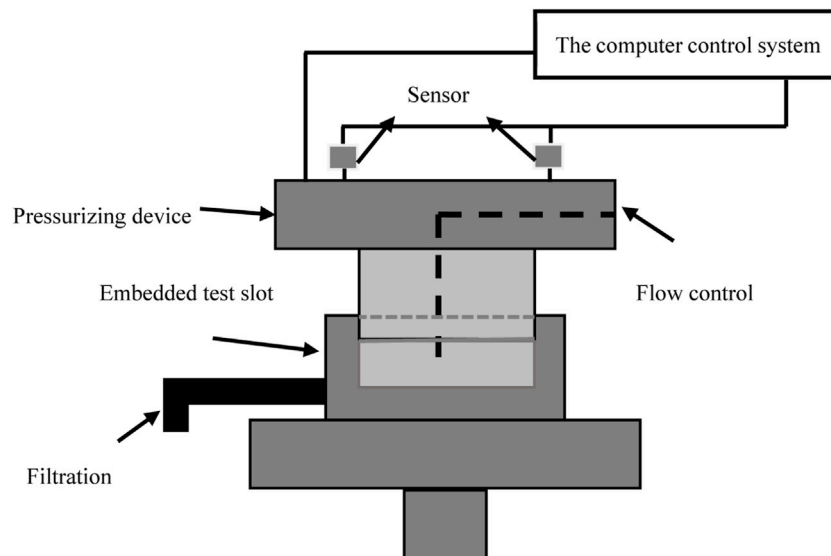 The computer control system
Sensor
Pressurizing device
Embedded test slot
Flow control
Filtration